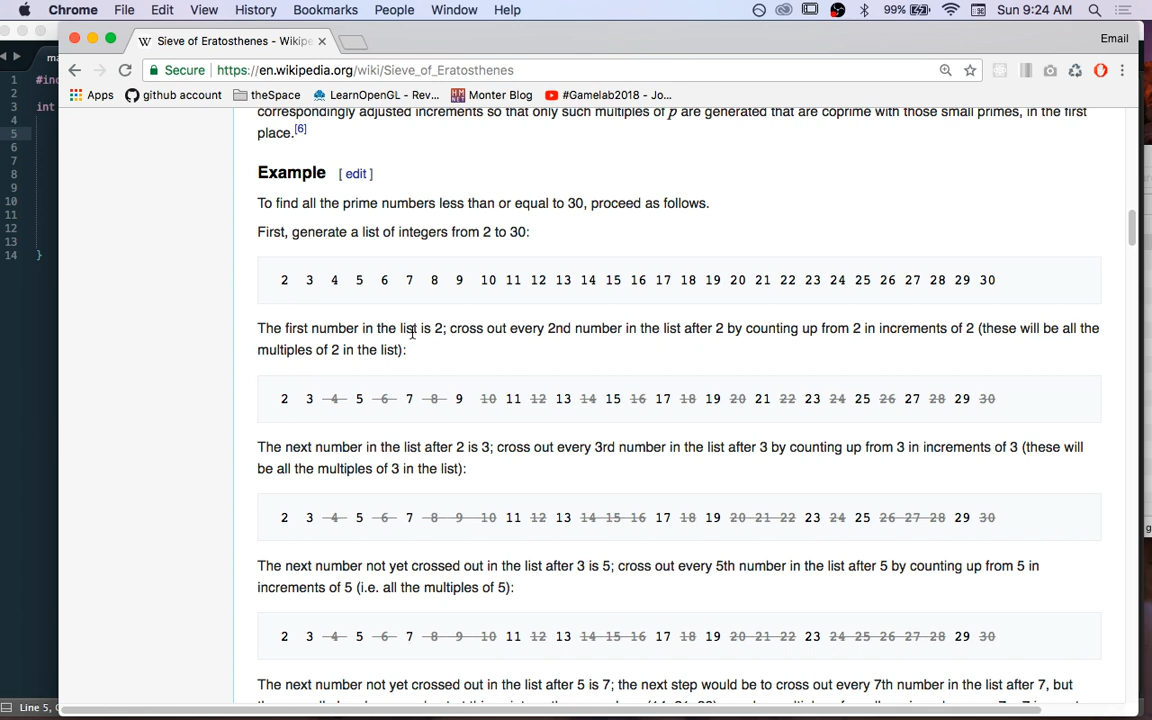 Chrome File Edit View History Bookmarks People Window Help 99% Sun 9:24 AM
Sieve of Eratosthenes - Wikipe
Email
Secure https://en.wikipedia.org/wiki/Sieve_of_Eratosthenes
Apps github account theSpace LearnOpenGL - Rev... Monter Blog #Gamelab2018 - Jo...
1
2
3 int
4
5
6
7
8
9
10
11
12
13
14 }
Line 5,
correspondingly adjusted increments so that only such multiples of p are generated that are coprime with those small primes, in the first
place.[6]
Example [ edit ]
To find all the prime numbers less than or equal to 30, proceed as follows.
First, generate a list of integers from 2 to 30:
2 3 4 5 6 7 8 9 10 11 12 13 14 15 16 17 18 19 20 21 22 23 24 25 26 27 28 29 30
The first number in the list is 2; cross out every 2nd number in the list after 2 by counting up from 2 in increments of 2 (these will be all the
multiples of 2 in the list):
2 3 4 5 6 7 8 9 10 11 12 13 14 15 16 17 18 19 20 21 22 23 24 25 26 27 28 29 30
The next number in the list after 2 is 3; cross out every 3rd number in the list after 3 by counting up from 3 in increments of 3 (these will
be all the multiples of 3 in the list):
2 3 4 5 6 7 8 9 10 11 12 13 14 15 16 17 18 19 20 21 22 23 24 25 26 27 28 29 30
The next number not yet crossed out in the list after 3 is 5; cross out every 5th number in the list after 5 by counting up from 5 in
increments of 5 (i.e. all the multiples of 5):
2 3 4 5 6 7 8 9 10 11 12 13 14 15 16 17 18 19 20 21 22 23 24 25 26 27 28 29 30
The next number not yet crossed out in the list after 5 is 7; the next step would be to cross out every 7th number in the list after 7, but